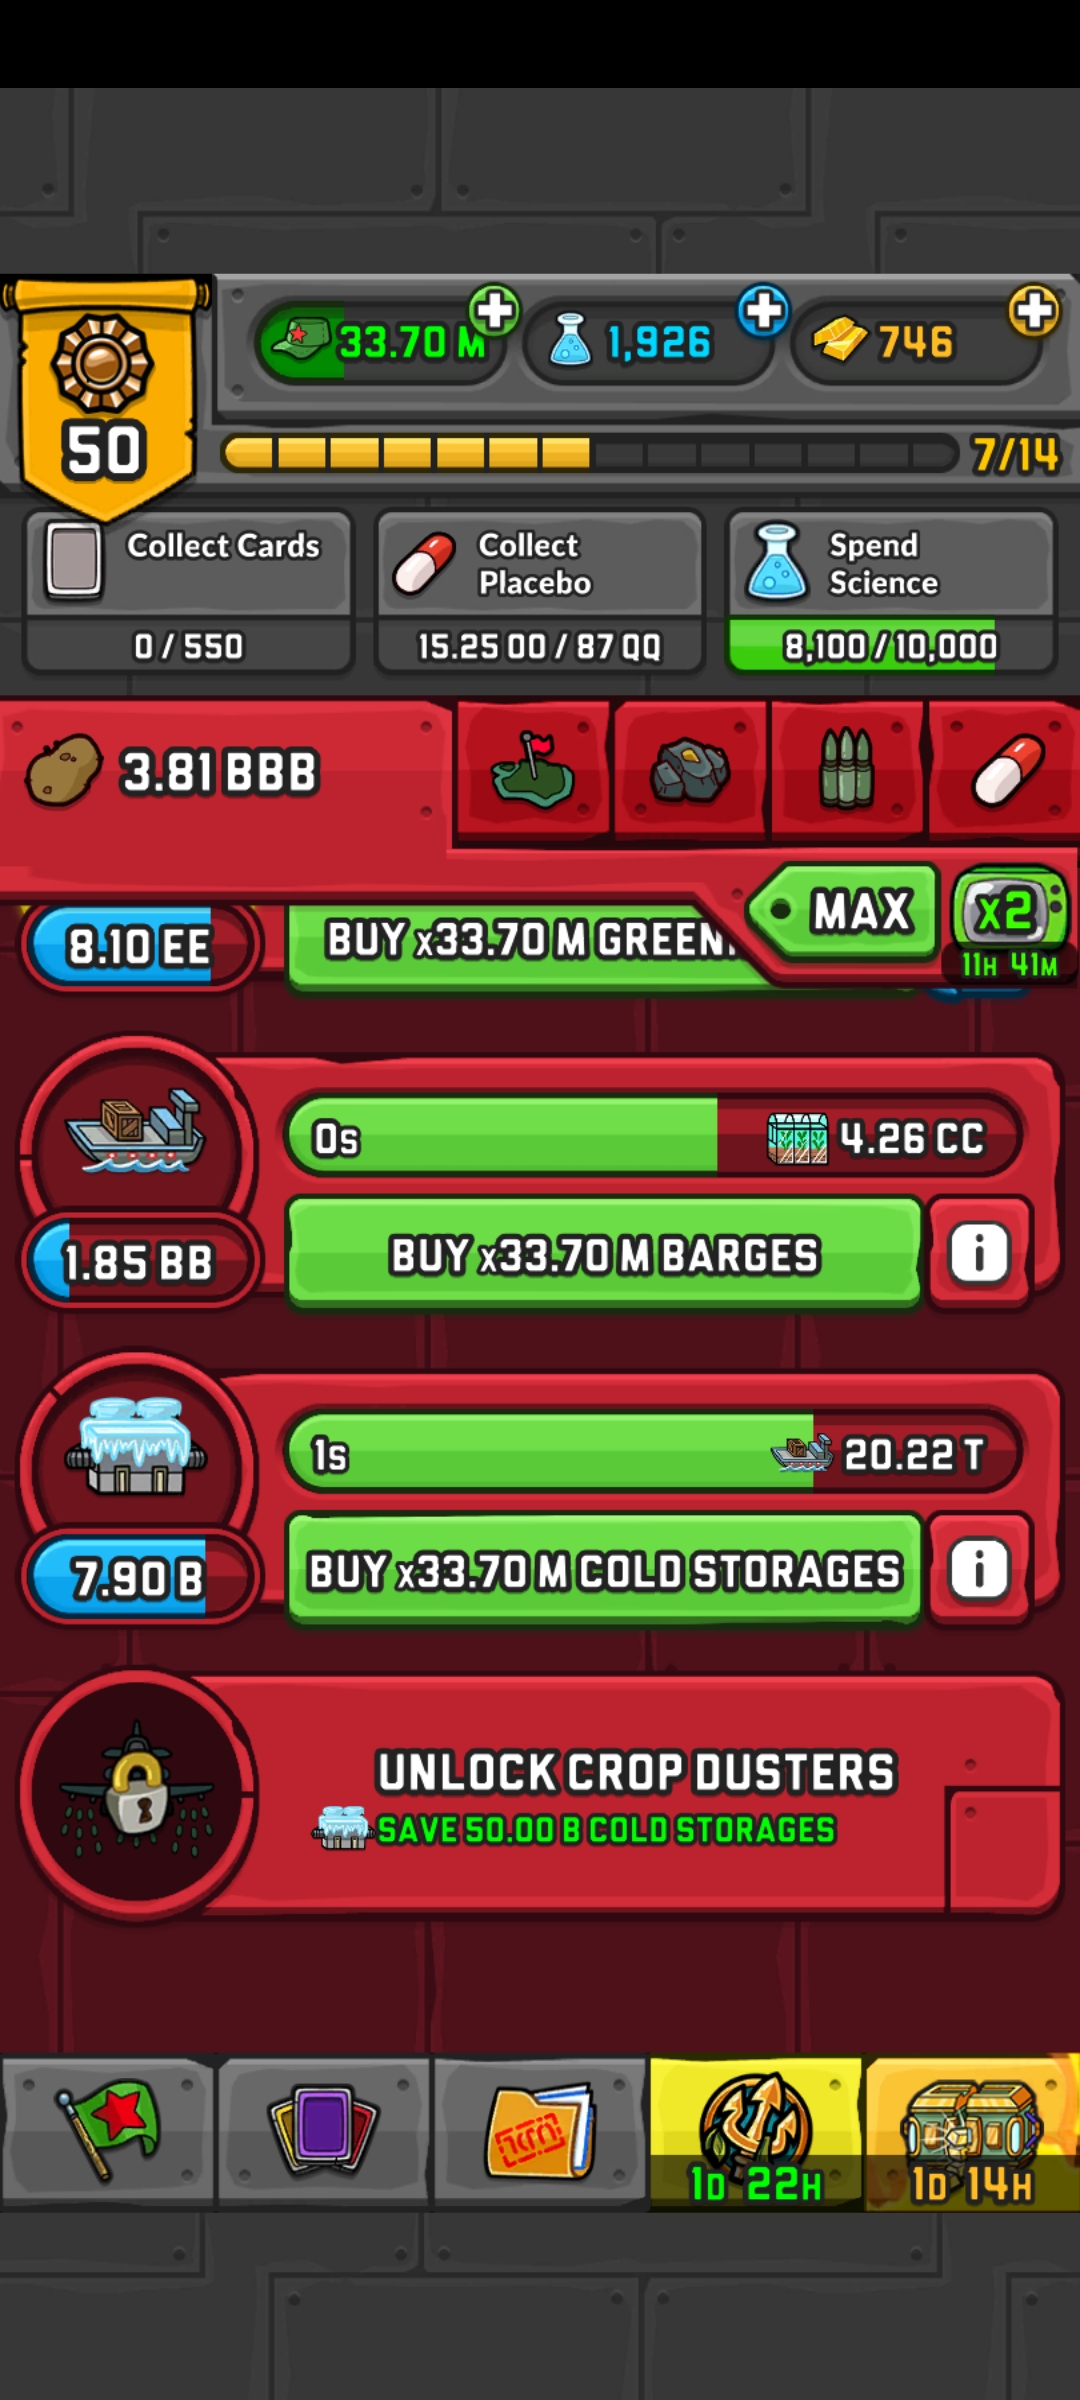 33.70 M
1,926
746
50
7/14
Collect Cards
Collect
Placebo
Spend
Science
0 / 550
15.25 OO / 87 QQ
8,100 / 10,000
3.81 BBB
MAX
x2
11H 41M
8.10 EE
BUY x33.70 M GREEN
0s
4.26 CC
1.85 BB
BUY x33.70 M BARGES
i
1s
20.22 T
7.90 B
BUY x33.70 M COLD STORAGES
i
UNLOCK CROP DUSTERS
SAVE 50.00 B COLD STORAGES
1D 22H
1D 14H